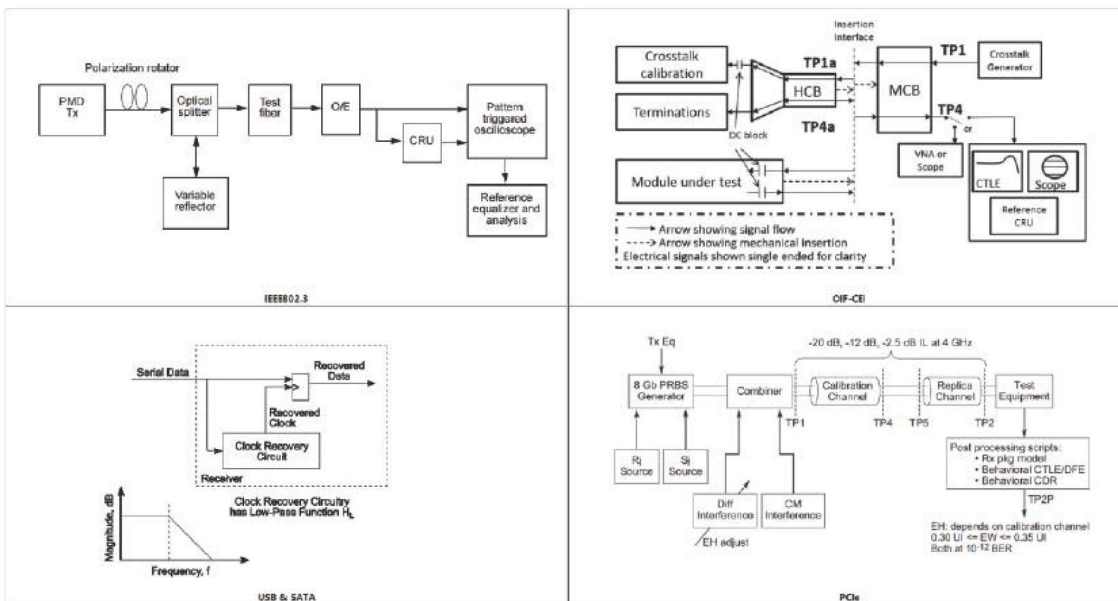 Polarization rotator
PMD
Tx
Optical
splitter
Test
fiber
O/E
CRU
Pattern
triggered
oscilloscope
Variable
reflector
Reference
equalizer and
analysis
IEEE802.3
Insertion
Interface
Crosstalk
calibration
Terminations
TP1a
HCB
TP4a
DC block
MCB
TP1
Crosstalk
Generator
TP4
or
VNA or
Scope
CTLE
Scope
Reference
CRU
Module under test
Arrow showing signal flow
Arrow showing mechanical insertion
Electrical signals shown single ended for clarity
OIF-CEI
Serial Data
Recovered
Data
Recovered
Clock
Clock Recovery
Circuit
Receiver
Clock Recovery Circuitry
has Low-Pass Function HL
Magnitude, dB
Frequency, f
USB & SATA
Tx Eq
-20 dB, -12 dB, -2.5 dB IL at 4 GHz
8 Gb PRBS
Generator
Combiner
Calibration
Channel
Replica
Channel
Test
Equipment
TP1
TP4
TP5
TP2
Rj
Source
Sj
Source
Diff
Interference
CM
Interference
EH adjust
Post processing scripts:
• Rx pkg model
• Behavioral CTLE/DFE
• Behavioral CDR
TP2P
EH: depends on calibration channel
0.30 UI <= EW <= 0.35 UI
Both at 10-12 BER
PCIe